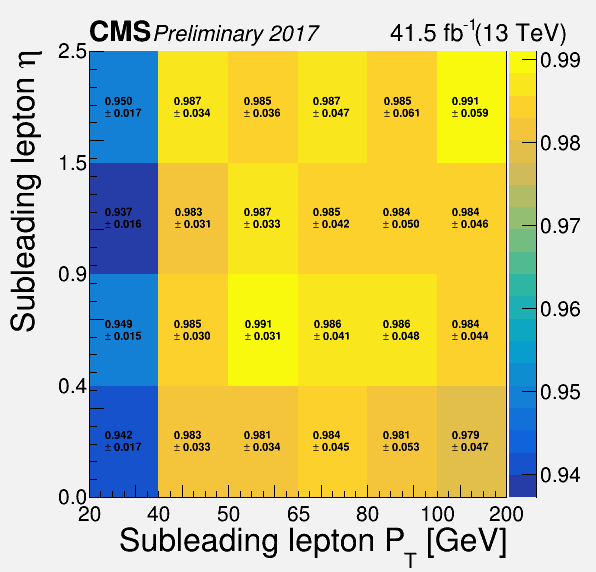 CMS Preliminary 2017 41.5 fb-1(13 TeV)
Subleading lepton η
2.5
1.5
0.9
0.4
0.0
0.950 0.987 0.985 0.987 0.985 0.991
± 0.017 ± 0.034 ± 0.036 ± 0.047 ± 0.061 ± 0.059
0.937 0.983 0.987 0.985 0.984 0.984
± 0.016 ± 0.031 ± 0.033 ± 0.042 ± 0.050 ± 0.046
0.949 0.985 0.991 0.986 0.986 0.984
± 0.015 ± 0.030 ± 0.031 ± 0.041 ± 0.048 ± 0.044
0.942 0.983 0.981 0.984 0.981 0.979
± 0.017 ± 0.033 ± 0.034 ± 0.045 ± 0.053 ± 0.047
20 40 50 65 80 100 200
Subleading lepton PT [GeV]
0.99
0.98
0.97
0.96
0.95
0.94